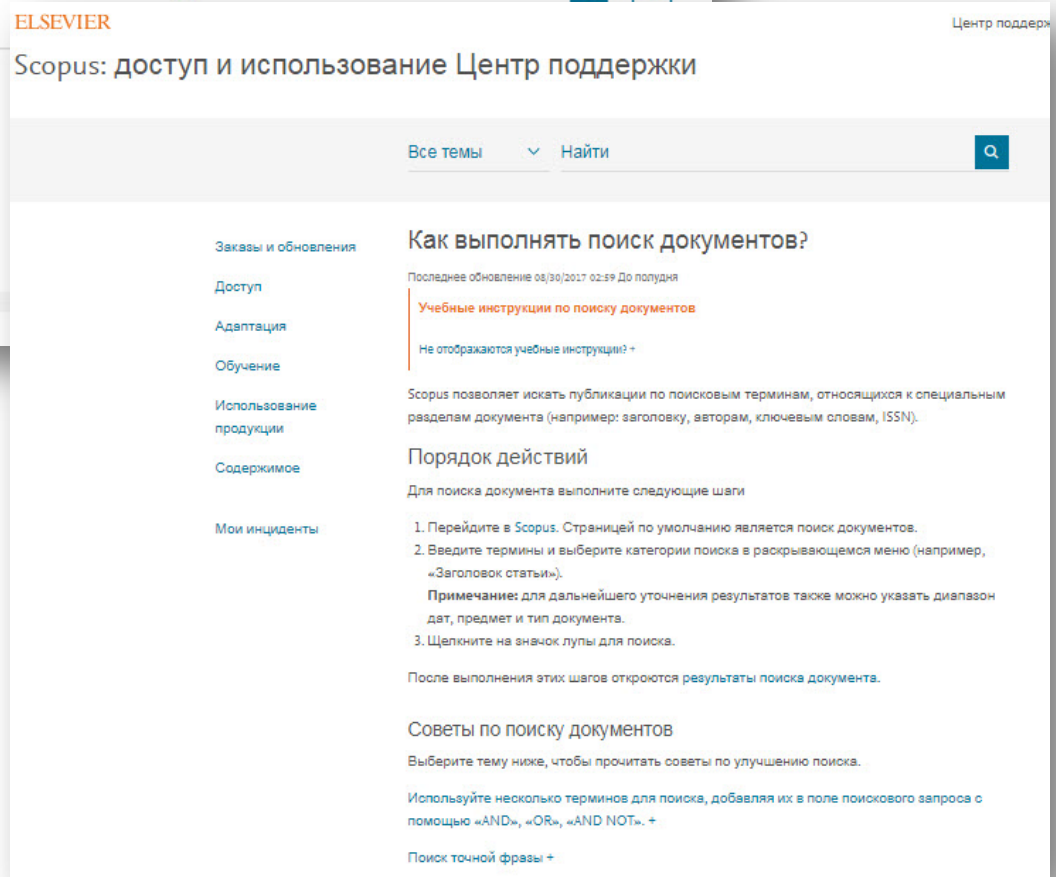 ELSEVIER
Центр поддерж
Scopus: доступ и использование Центр поддержки
Все темы
Найти
Заказы и обновления
Доступ
Адаптация
Обучение
Использование
продукции
Содержимое
Мои инциденты
Как выполнять поиск документов?
Последнее обновление 08/30/2017 02:59 До полудня
Учебные инструкции по поиску документов
Не отображаются учебные инструкции? +
Scopus позволяет искать публикации по поисковым терминам, относящихся к специальным
разделам документа (например: заголовку, авторам, ключевым словам, ISSN).
Порядок действий
Для поиска документа выполните следующие шаги
1. Перейдите в Scopus. Страницей по умолчанию является поиск документов.
2. Введите термины и выберите категории поиска в раскрывающемся меню (например,
«Заголовок статьи»).
Примечание: для дальнейшего уточнения результатов также можно указать диапазон
дат, предмет и тип документа.
3. Щелкните на значок лупы для поиска.
После выполнения этих шагов откроются результаты поиска документа.
Советы по поиску документов
Выберите тему ниже, чтобы прочитать советы по улучшению поиска.
Используйте несколько терминов для поиска, добавляя их в поле поискового запроса с
помощью «AND», «OR», «AND NOT». +
Поиск точной фразы +